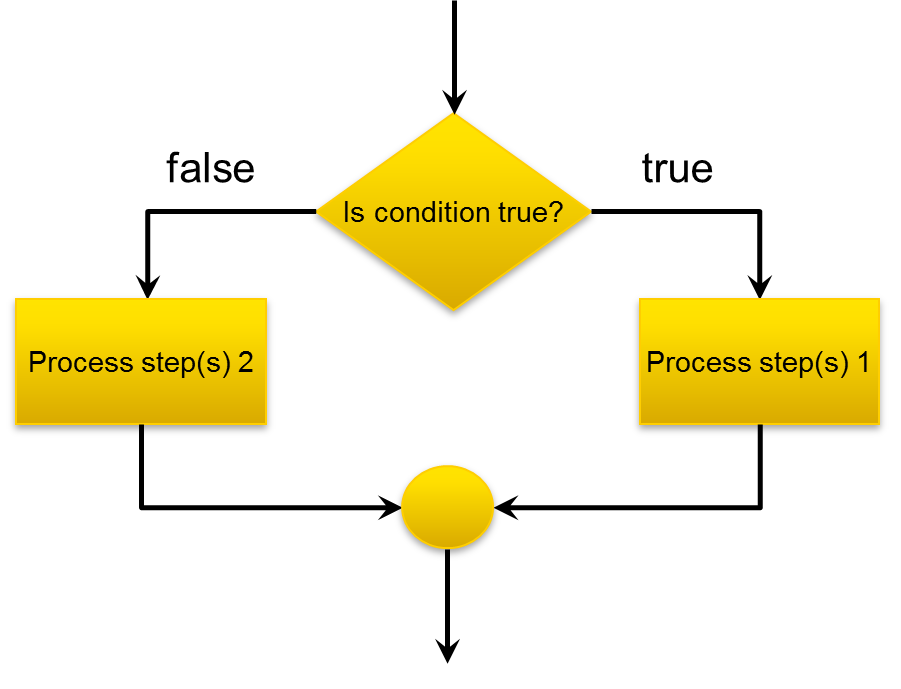 false
true
Is condition true?
Process step(s) 2
Process step(s) 1